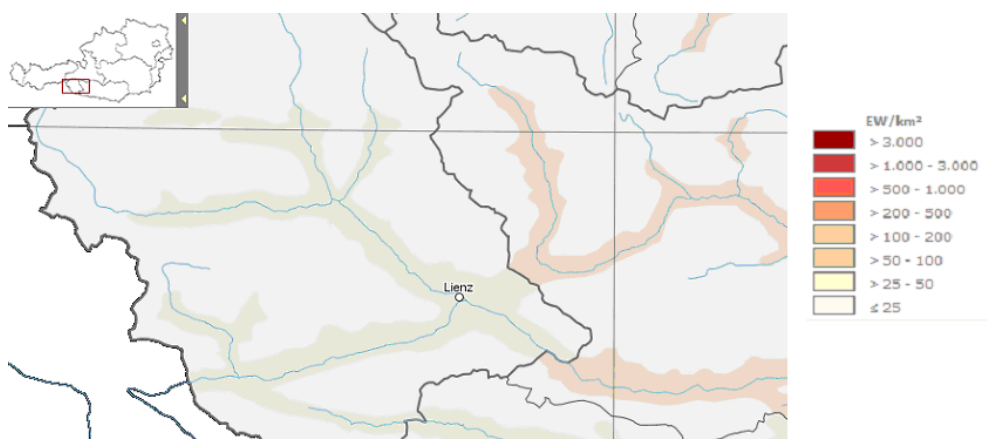 Lienz
EW/km²
> 3.000
> 1.000 - 3.000
> 500 - 1.000
> 200 - 500
> 100 - 200
> 50 - 100
> 25 - 50
≤ 25